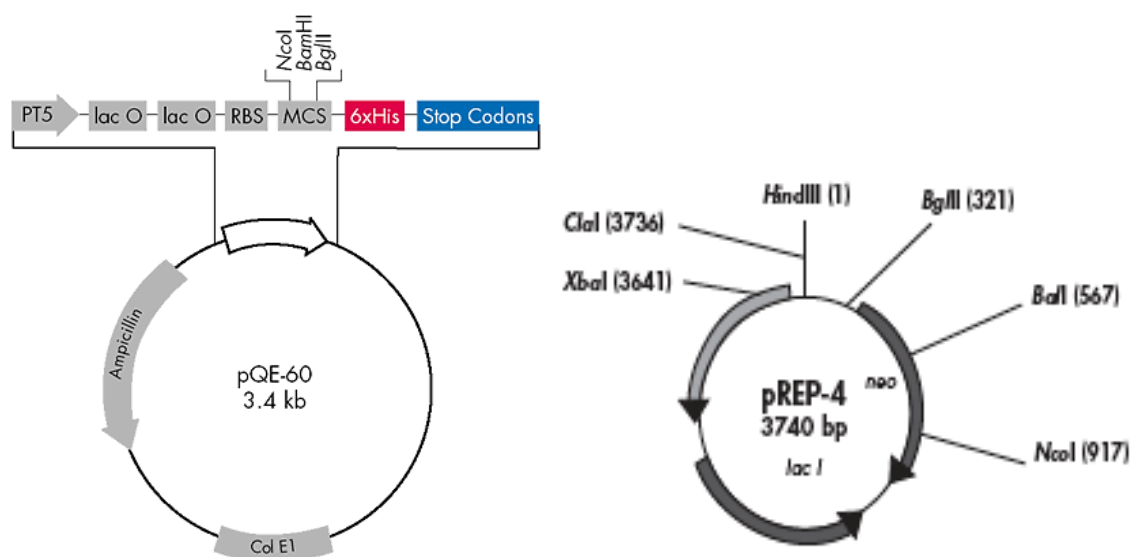 NcoI
BamHI
BglII
PT5
lac O
lac O
RBS
MCS
6xHis
Stop Codons
Ampicillin
pQE-60
3.4 kb
Col E1
HindIII (1)
BglII (321)
ClaI (3736)
XbaI (3641)
BalI (567)
neo
pREP-4
3740 bp
lac I
NcoI (917)